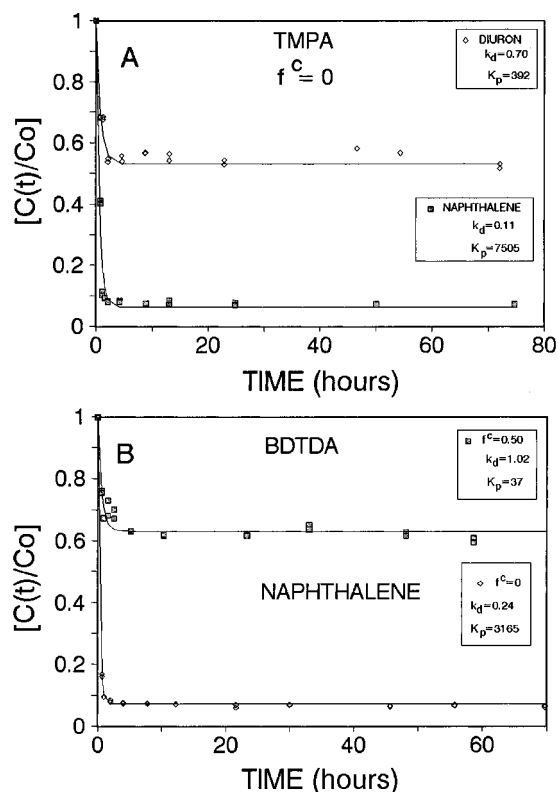 A
TMPA
f^c = 0
DIURON
k_d=0.70
K_p=392
NAPHTHALENE
k_d=0.11
K_p=7505
[C(t)/Co]
1
0.8
0.6
0.4
0.2
0
0
20
40
60
80
TIME (hours)
B
BDTDA
f^c=0.50
k_d=1.02
K_p=37
NAPHTHALENE
f^c=0
k_d=0.24
K_p=3165
[C(t)/Co]
1
0.8
0.6
0.4
0.2
0
0
20
40
60
TIME (hours)